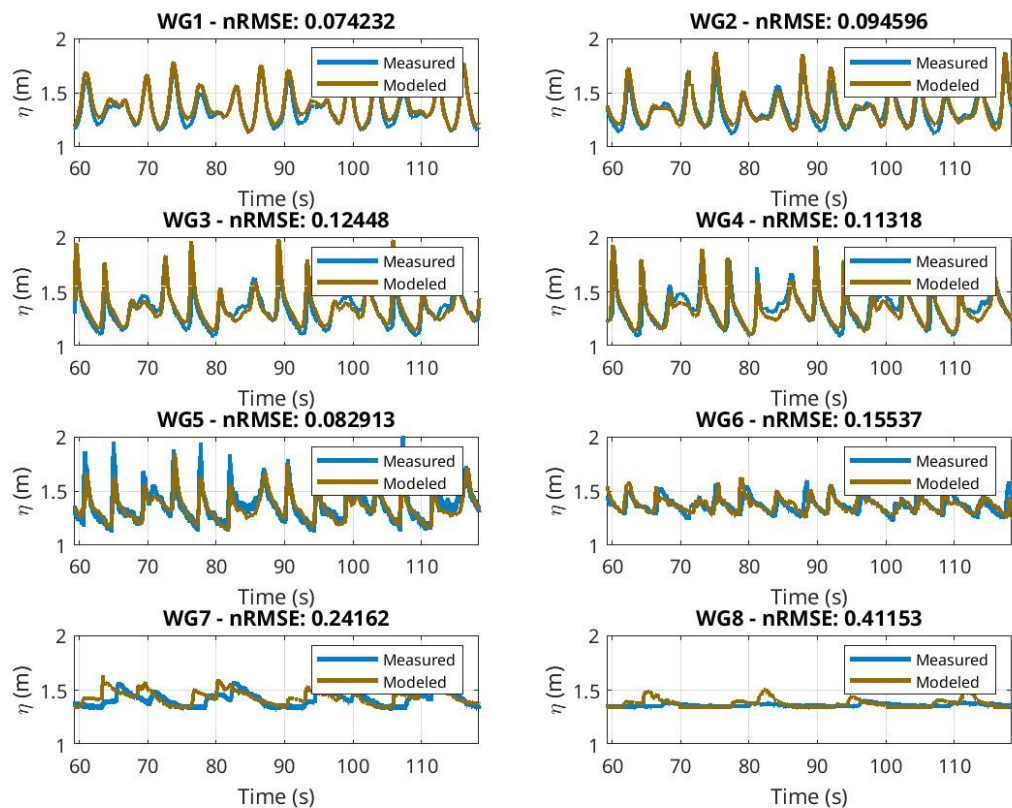 WG1 - nRMSE: 0.074232
2
1.5
1
η (m)
60 70 80 90 100 110
Time (s)
Measured
Modeled
WG2 - nRMSE: 0.094596
2
1.5
1
η (m)
60 70 80 90 100 110
Time (s)
Measured
Modeled
WG3 - nRMSE: 0.12448
2
1.5
1
η (m)
60 70 80 90 100 110
Time (s)
Measured
Modeled
WG4 - nRMSE: 0.11318
2
1.5
1
η (m)
60 70 80 90 100 110
Time (s)
Measured
Modeled
WG5 - nRMSE: 0.082913
2
1.5
1
η (m)
60 70 80 90 100 110
Time (s)
Measured
Modeled
WG6 - nRMSE: 0.15537
2
1.5
1
η (m)
60 70 80 90 100 110
Time (s)
Measured
Modeled
WG7 - nRMSE: 0.24162
2
1.5
1
η (m)
60 70 80 90 100 110
Time (s)
Measured
Modeled
WG8 - nRMSE: 0.41153
2
1.5
1
η (m)
60 70 80 90 100 110
Time (s)
Measured
Modeled